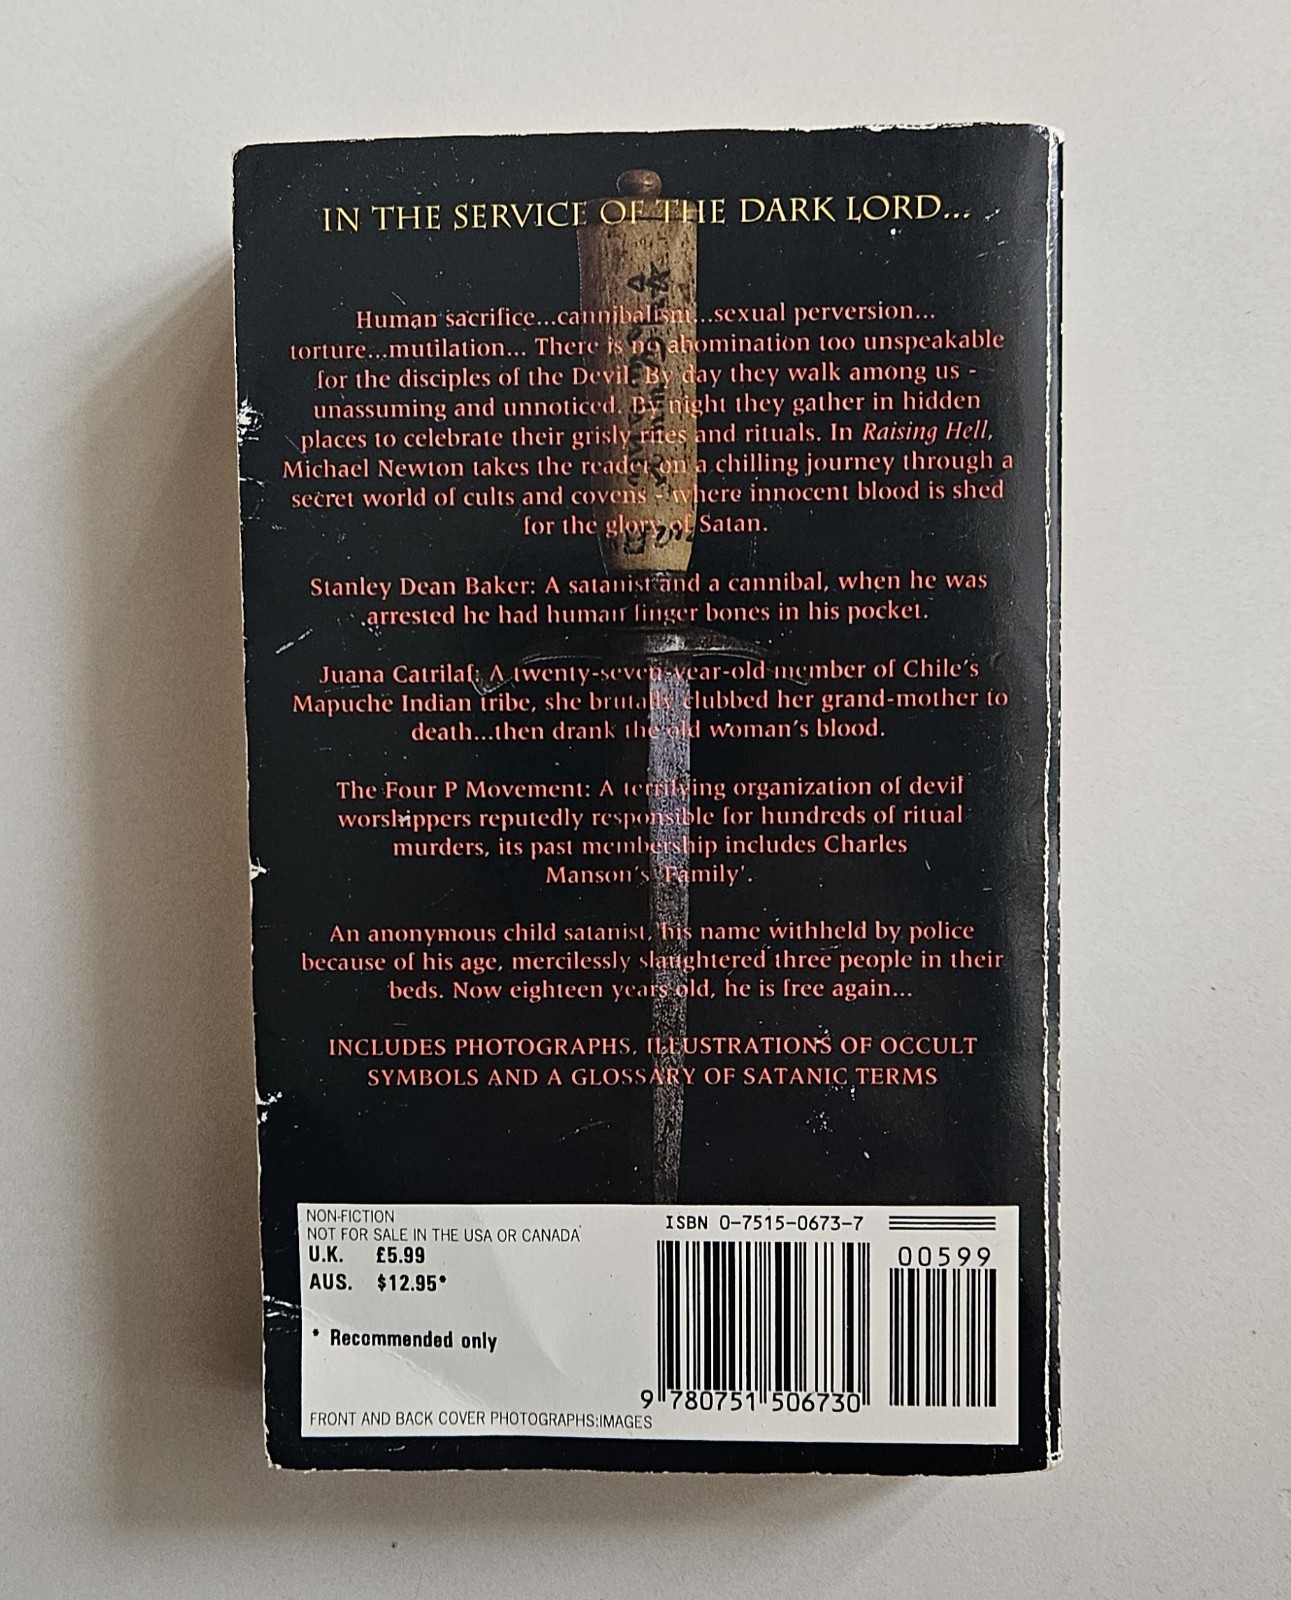 IN THE SERVICE OF THE DARK LORD...
Human sacrifice...cannibalism...sexual perversion...
torture...mutilation... There is no abomination too unspeakable
for the disciples of the Devil. By day they walk among us -
unassuming and unnoticed. By night they gather in hidden
places to celebrate their grisly rites and rituals. In Raising Hell,
Michael Newton takes the reader on a chilling journey through a
secret world of cults and covens - where innocent blood is shed
for the glory of Satan.
Stanley Dean Baker: A satanist and a cannibal, when he was
arrested he had human finger bones in his pocket.
Juana Catrilaf: A twenty-seven-year-old member of Chile's
Mapuche Indian tribe, she brutally clubbed her grand-mother to
death...then drank the old woman's blood.
The Four P Movement: A terrifying organization of devil
worshippers reputedly responsible for hundreds of ritual
murders, its past membership includes Charles
Manson's 'Family'.
An anonymous child satanist, his name withheld by police
because of his age, mercilessly slaughtered three people in their
beds. Now eighteen years old, he is free again...
INCLUDES PHOTOGRAPHS, ILLUSTRATIONS OF OCCULT
SYMBOLS AND A GLOSSARY OF SATANIC TERMS
NON-FICTION
NOT FOR SALE IN THE USA OR CANADA
U.K. £5.99
AUS. $12.95*
* Recommended only
FRONT AND BACK COVER PHOTOGRAPHS:IMAGES
ISBN 0-7515-0673-7
00599
9 780751 506730